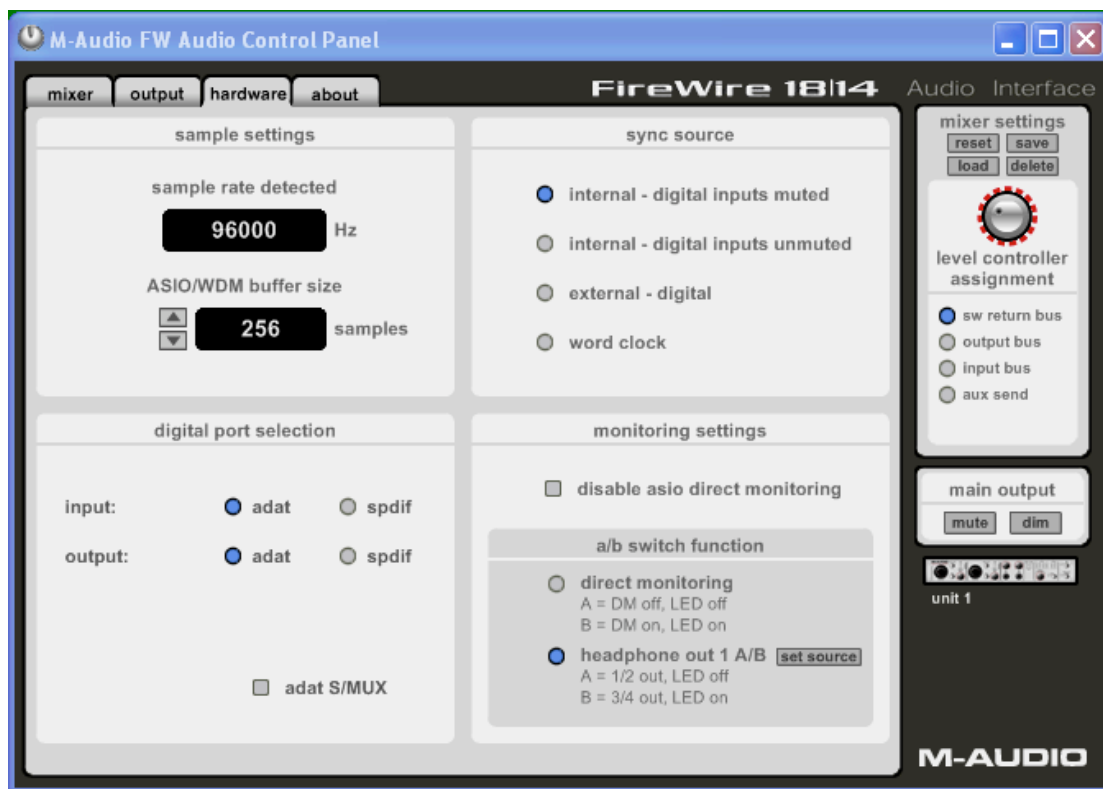 M-Audio FW Audio Control Panel
mixer output hardware about
FireWire 18|14 Audio Interface
sample settings
sample rate detected
96000 Hz
ASIO/WDM buffer size
256 samples
sync source
internal - digital inputs muted
internal - digital inputs unmuted
external - digital
word clock
digital port selection
input: adat spdif
output: adat spdif
adat S/MUX
monitoring settings
disable asio direct monitoring
a/b switch function
direct monitoring
A = DM off, LED off
B = DM on, LED on
headphone out 1 A/B set source
A = 1/2 out, LED off
B = 3/4 out, LED on
mixer settings
reset save
load delete
level controller
assignment
sw return bus
output bus
input bus
aux send
main output
mute dim
unit 1
M-AUDIO